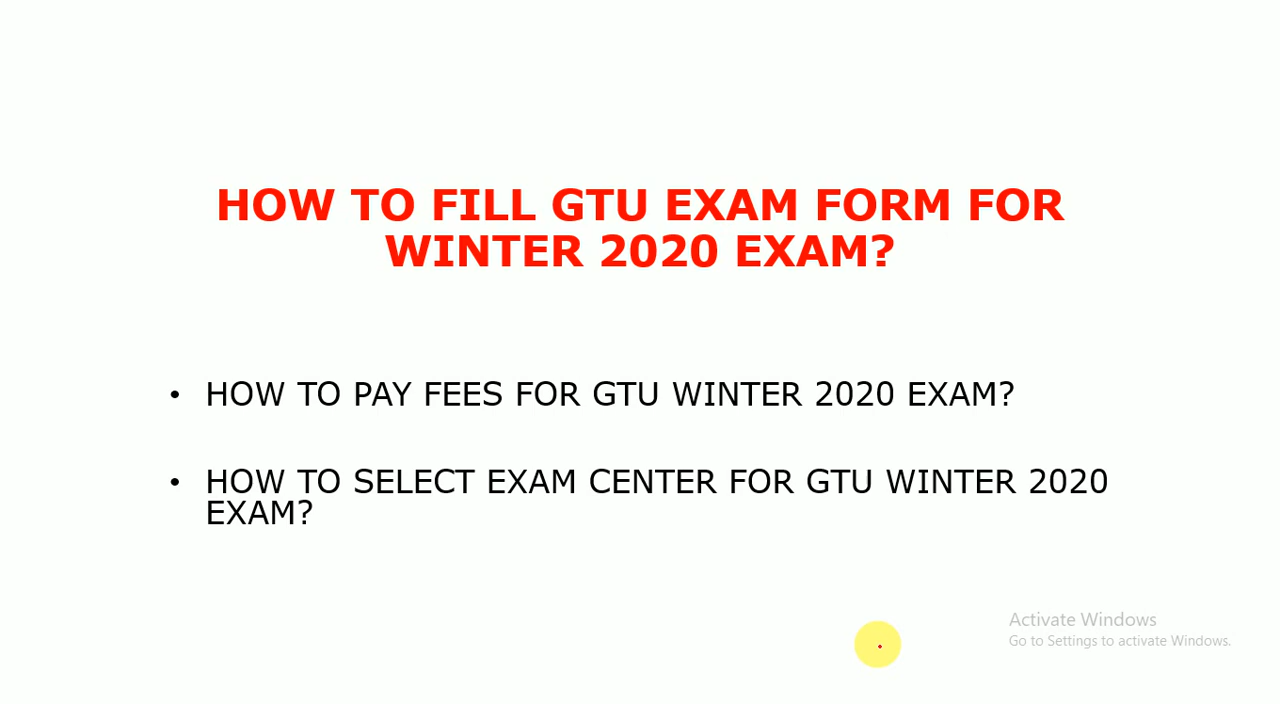 HOW TO FILL GTU EXAM FORM FOR
WINTER 2020 EXAM?
• HOW TO PAY FEES FOR GTU WINTER 2020 EXAM?
• HOW TO SELECT EXAM CENTER FOR GTU WINTER 2020
EXAM?
Activate Windows
Go to Settings to activate Windows.